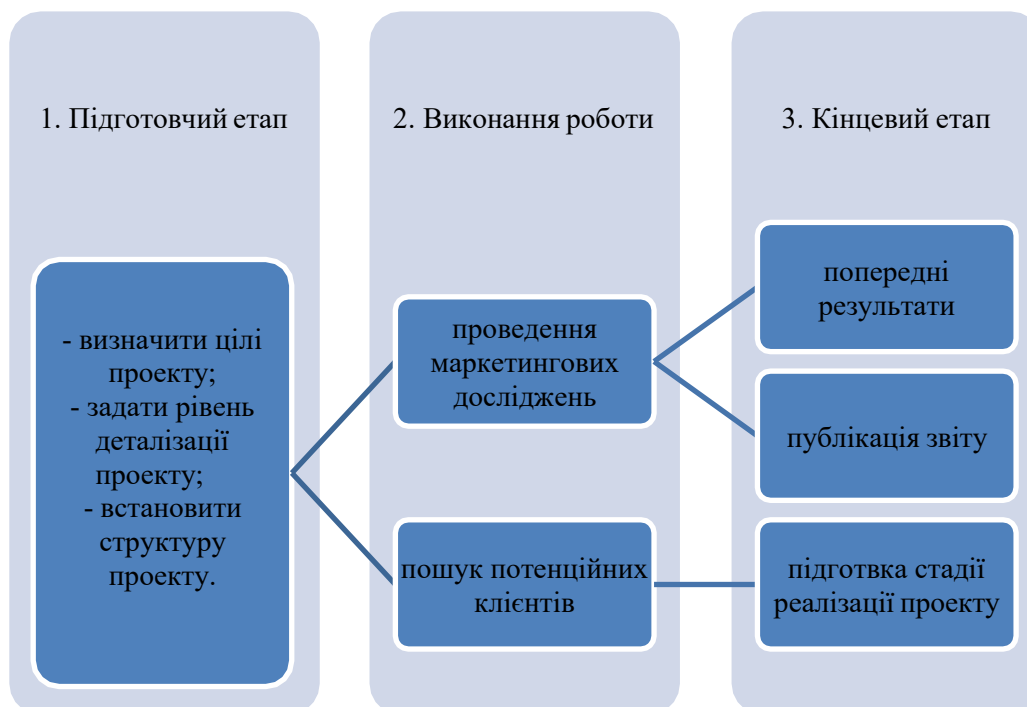 1. Підготовчий етап
2. Виконання роботи
3. Кінцевий етап
- визначити цілі
проекту;
- задати рівень
деталізації
проекту;
- встановити
структуру
проекту.
проведення
маркетингових
досліджень
пошук потенційних
клієнтів
попередні
результати
публікація звіту
підготвка стадії
реалізації проекту